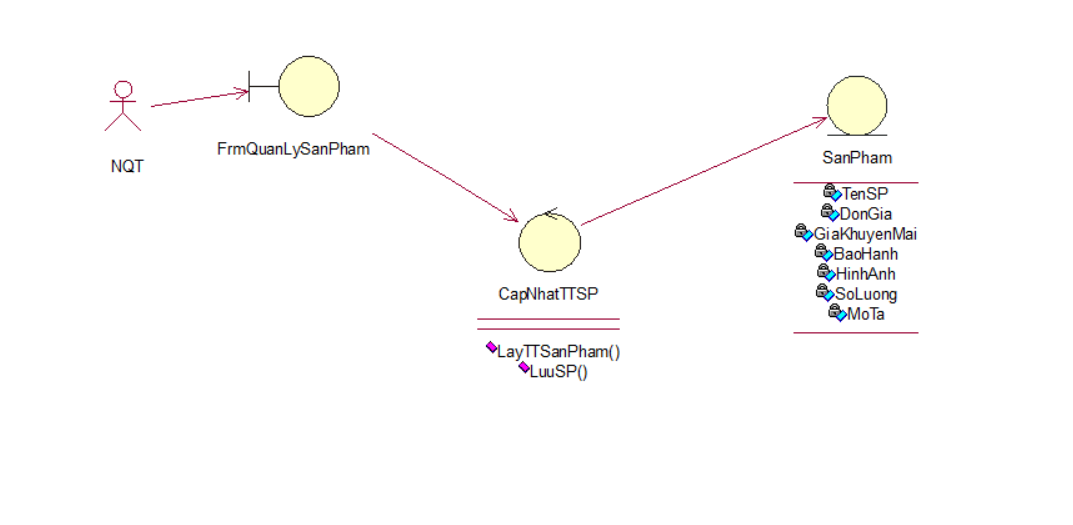 NQT
FrmQuanLySanPham
CapNhatTTSP
LayTTSanPham()
LuuSP()
SanPham
TenSP
DonGia
GiaKhuyenMai
BaoHanh
HinhAnh
SoLuong
MoTa